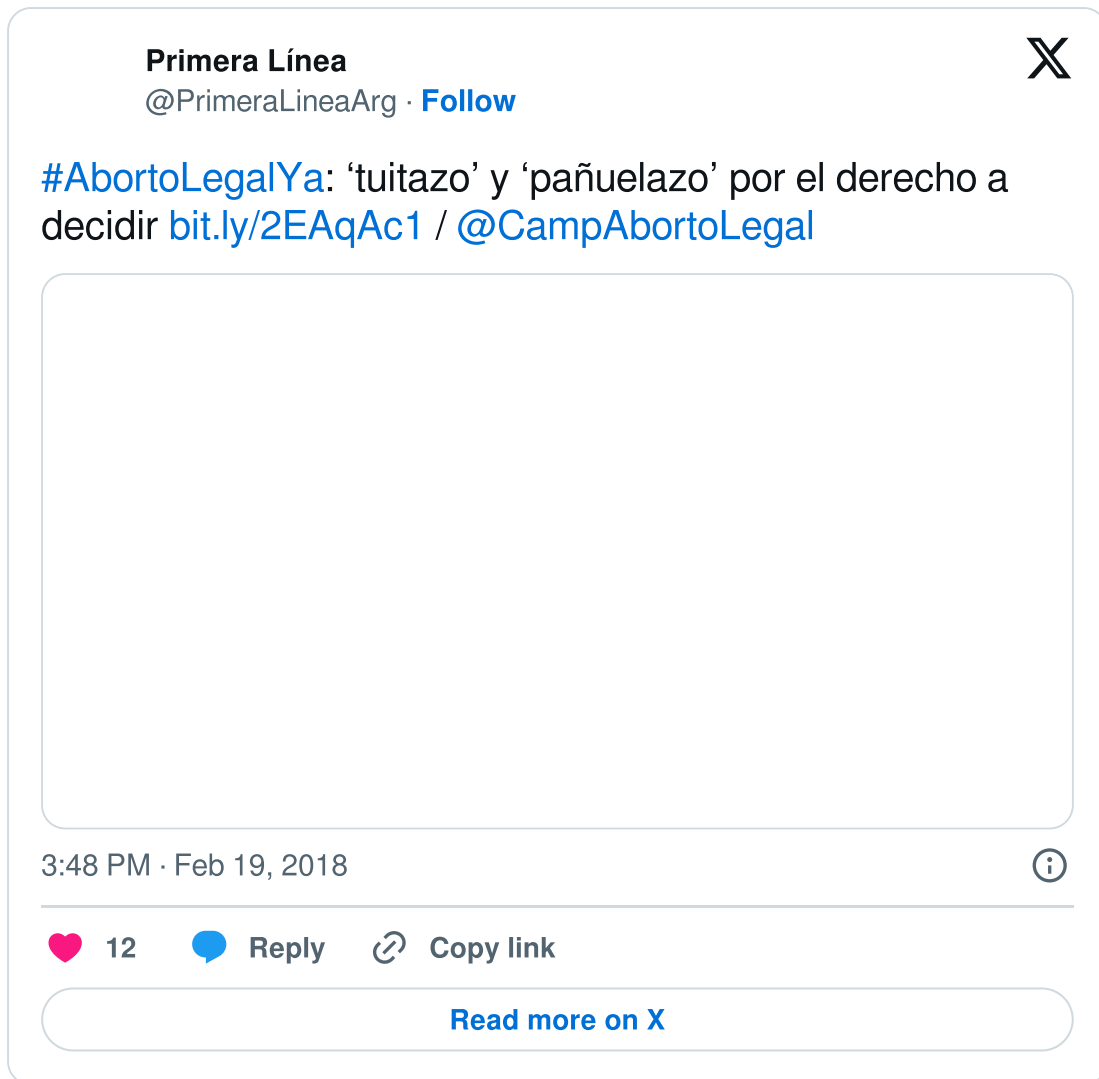 Primera Línea
@PrimeraLineaArg · Follow
#AbortoLegalYa: ‘tuitazo’ y ‘pañuelazo’ por el derecho a
decidir bit.ly/2EAqAc1 / @CampAbortoLegal
3:48 PM · Feb 19, 2018
12 Reply Copy link
Read more on X